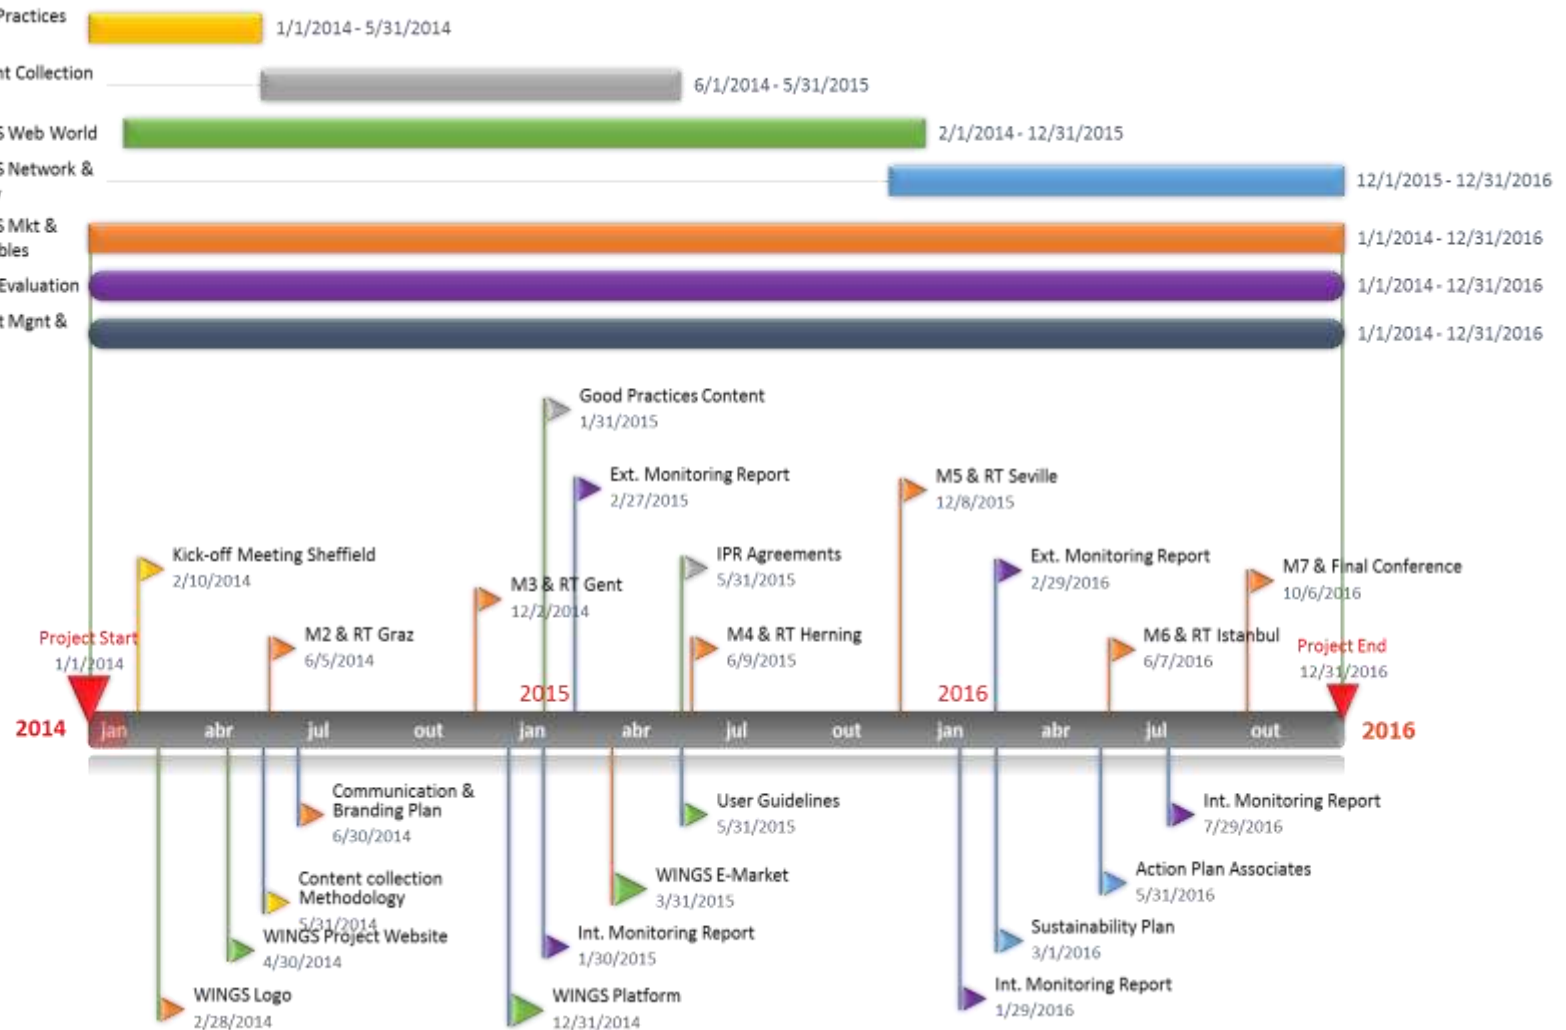 Practices
1/1/2014 - 5/31/2014
nt Collection
6/1/2014 - 5/31/2015
S Web World
2/1/2014 - 12/31/2015
S Network &
12/1/2015 - 12/31/2016
S Mkt &
bles
1/1/2014 - 12/31/2016
Evaluation
1/1/2014 - 12/31/2016
t Mgnt &
1/1/2014 - 12/31/2016
Good Practices Content
1/31/2015
Ext. Monitoring Report
2/27/2015
M5 & RT Seville
12/8/2015
Kick-off Meeting Sheffield
2/10/2014
IPR Agreements
5/31/2015
Ext. Monitoring Report
2/29/2016
M7 & Final Conference
10/6/2016
M3 & RT Gent
12/2/2014
Project Start
1/1/2014
M2 & RT Graz
6/5/2014
M4 & RT Herning
6/9/2015
M6 & RT Istanbul
6/7/2016
Project End
12/31/2016
2015
2016
2014 jan abr jul out jan abr jul out jan abr jul out 2016
Communication &
Branding Plan
6/30/2014
User Guidelines
5/31/2015
Int. Monitoring Report
7/29/2016
Content collection
Methodology
5/31/2014
WINGS E-Market
3/31/2015
Action Plan Associates
5/31/2016
WINGS Project Website
4/30/2014
Int. Monitoring Report
1/30/2015
Sustainability Plan
3/1/2016
WINGS Logo
2/28/2014
WINGS Platform
12/31/2014
Int. Monitoring Report
1/29/2016